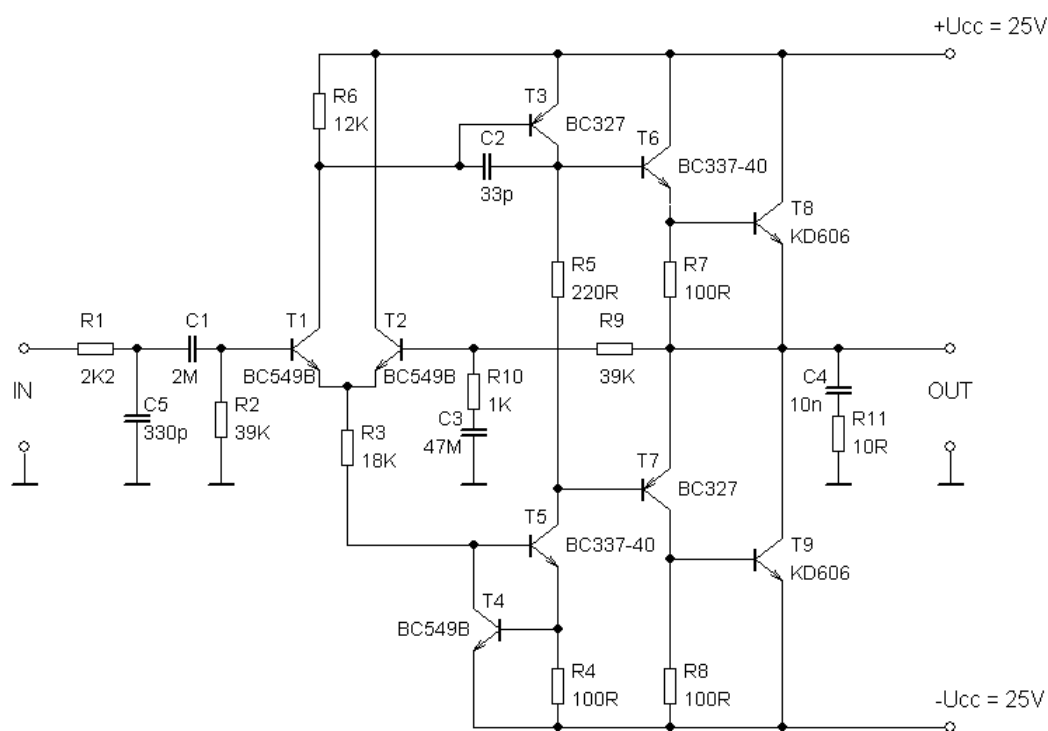 +Ucc = 25V
R6
12K
T3
BC327
C2
33p
T6
BC337-40
T8
KD606
R5
220R
R7
100R
R1
2K2
C1
2M
T1
BC549B
T2
BC549B
R9
39K
IN
C5
330p
R2
39K
R3
18K
R10
1K
C3
47M
C4
10n
R11
10R
OUT
T7
BC327
T5
BC337-40
T9
KD606
T4
BC549B
R4
100R
R8
100R
-Ucc = 25V